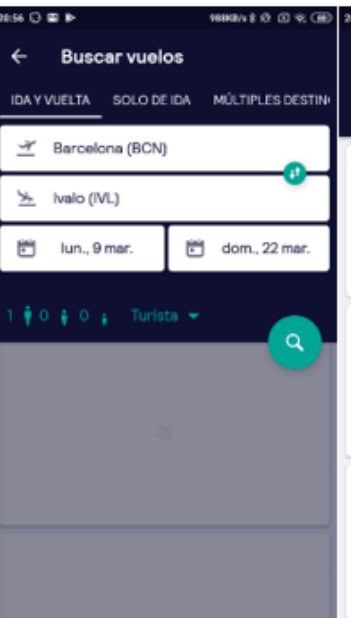 20:56
Buscar vuelos
IDA Y VUELTA SOLO DE IDA MÚLTIPLES DESTIN
Barcelona (BCN)
Ivalo (IVL)
lun., 9 mar. dom., 22 mar.
1 0 0 Turista